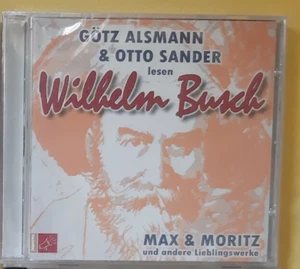 GÖTZ ALSMANN
& OTTO SANDER
lesen
Wilhelm Busch
MAX & MORITZ
und andere Lieblingswerke